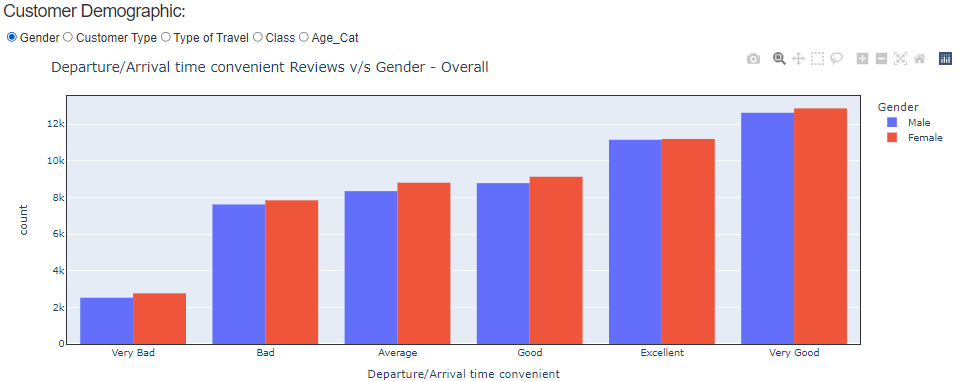 Customer Demographic:
Gender Customer Type Type of Travel Class Age_Cat
Departure/Arrival time convenient Reviews v/s Gender - Overall
Gender
Male
Female
12k
10k
8k
6k
4k
2k
0
count
Very Bad Bad Average Good Excellent Very Good
Departure/Arrival time convenient